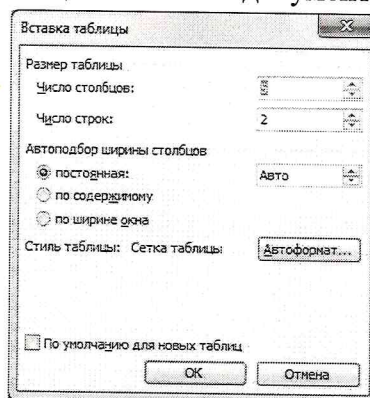 Вставка таблицы
Размер таблицы
Число столбцов:
Число строк: 2
Автоподбор ширины столбцов
постоянная: Авто
по содержимому
по ширине окна
Стиль таблицы: Сетка таблицы Автоформат...
По умолчанию для новых таблиц
ОК Отмена